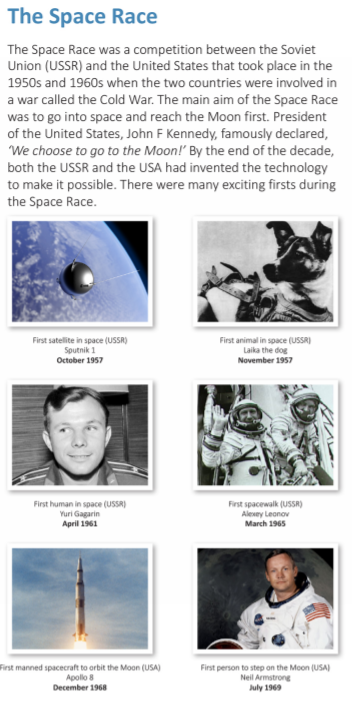 The Space Race
The Space Race was a competition between the Soviet
Union (USSR) and the United States that took place in the
1950s and 1960s when the two countries were involved in
a war called the Cold War. The main aim of the Space Race
was to go into space and reach the Moon first. President
of the United States, John F Kennedy, famously declared,
‘We choose to go to the Moon!’ By the end of the decade,
both the USSR and the USA had invented the technology
to make it possible. There were many exciting firsts during
the Space Race.
First satellite in space (USSR)
Sputnik 1
October 1957
First animal in space (USSR)
Laika the dog
November 1957
First human in space (USSR)
Yuri Gagarin
April 1961
First spacewalk (USSR)
Alexey Leonov
March 1965
First manned spacecraft to orbit the Moon (USA)
Apollo 8
December 1968
First person to step on the Moon (USA)
Neil Armstrong
July 1969